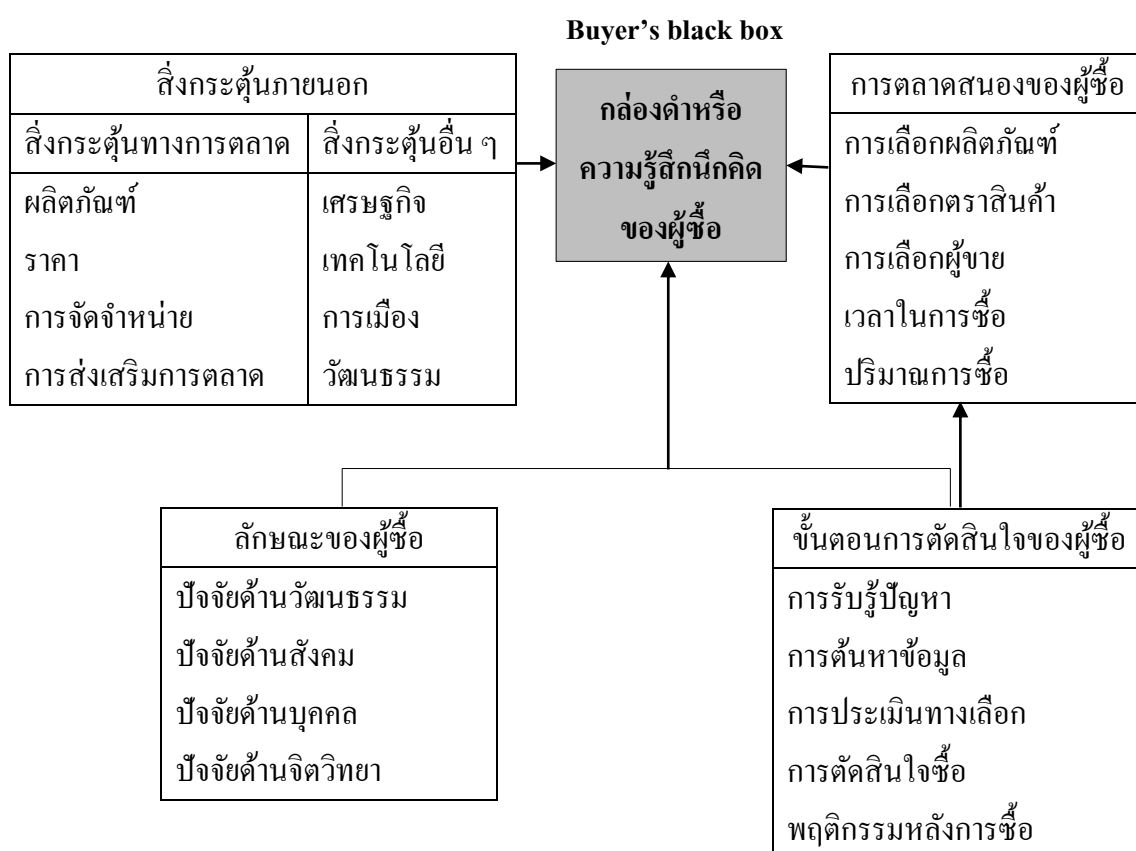 Buyer's black box
สิ่งกระตุ้นภายนอก
สิ่งกระตุ้นทางการตลาด
สิ่งกระตุ้นอื่น ๆ
ผลิตภัณฑ์
เศรษฐกิจ
ราคา
เทคโนโลยี
การจัดจำหน่าย
การเมือง
การส่งเสริมการตลาด
วัฒนธรรม
กล่องดำหรือ
ความรู้สึกนึกคิด
ของผู้ซื้อ
การตลาดสนองของผู้ซื้อ
การเลือกผลิตภัณฑ์
การเลือกตราสินค้า
การเลือกผู้ขาย
เวลาในการซื้อ
ปริมาณการซื้อ
ลักษณะของผู้ซื้อ
ปัจจัยด้านวัฒนธรรม
ปัจจัยด้านสังคม
ปัจจัยด้านบุคคล
ปัจจัยด้านจิตวิทยา
ขั้นตอนการตัดสินใจของผู้ซื้อ
การรับรู้ปัญหา
การต้นหาข้อมูล
การประเมินทางเลือก
การตัดสินใจซื้อ
พฤติกรรมหลังการซื้อ